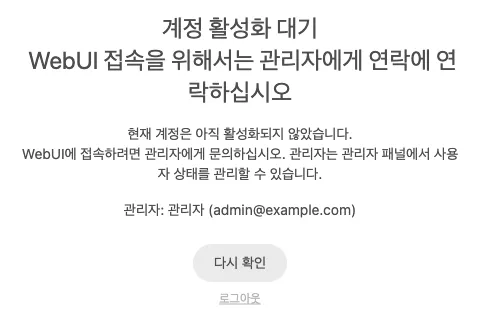 계정 활성화 대기
WebUI 접속을 위해서는 관리자에게 연락에 연
락하십시오
현재 계정은 아직 활성화되지 않았습니다.
WebUI에 접속하려면 관리자에게 문의하십시오. 관리자는 관리자 패널에서 사용
자 상태를 관리할 수 있습니다.
관리자: 관리자 (admin@example.com)
다시 확인
로그아웃